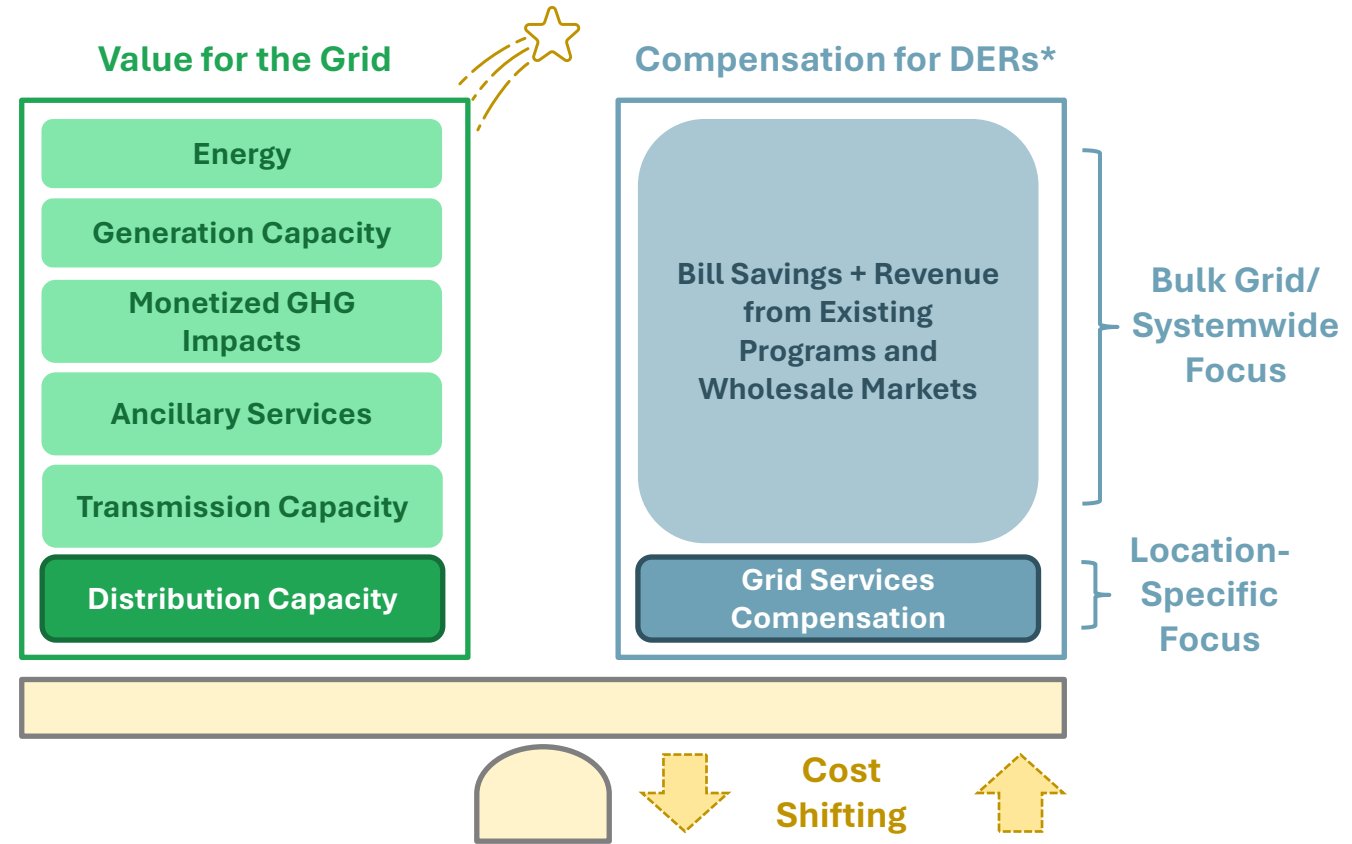 Value for the Grid
Energy
Generation Capacity
Monetized GHG
Impacts
Ancillary Services
Transmission Capacity
Distribution Capacity
Compensation for DERs*
Bill Savings + Revenue
from Existing
Programs and
Wholesale Markets
Grid Services
Compensation
Bulk Grid/
Systemwide
Focus
Location-
Specific
Focus
Cost
Shifting